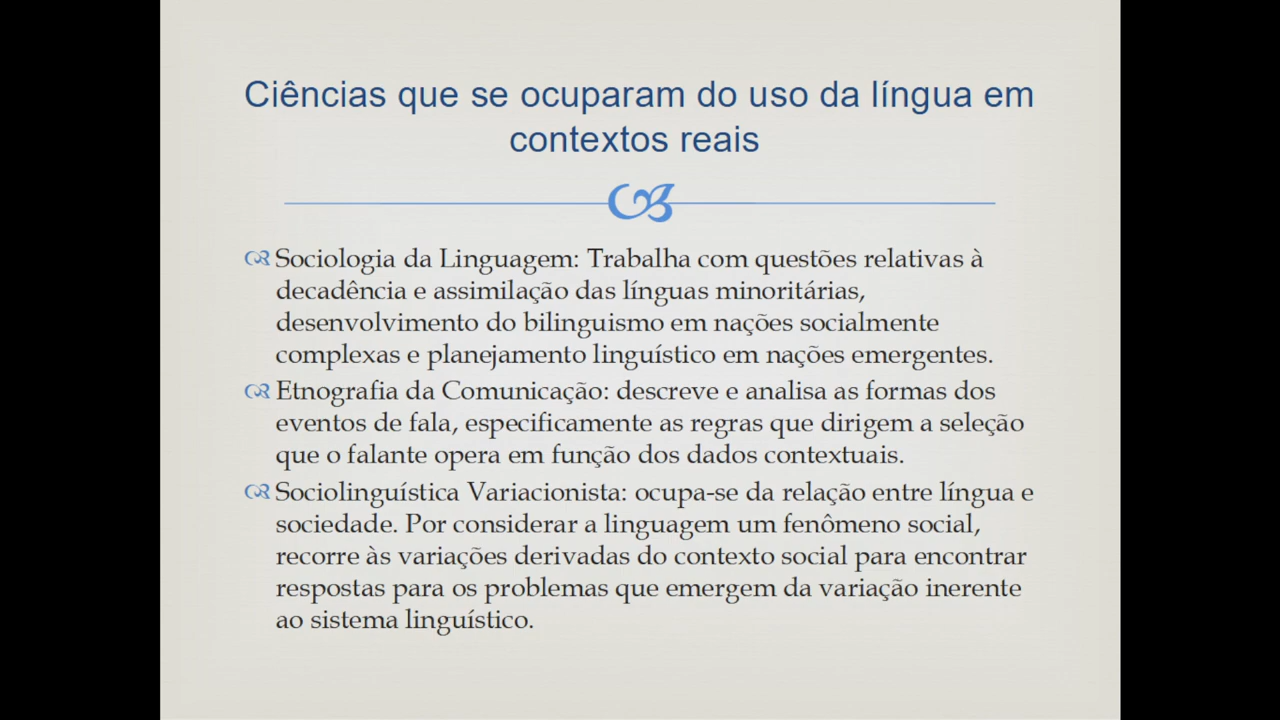 Ciências que se ocuparam do uso da língua em
contextos reais
Sociologia da Linguagem: Trabalha com questões relativas à
decadência e assimilação das línguas minoritárias,
desenvolvimento do bilinguismo em nações socialmente
complexas e planejamento linguístico em nações emergentes.
Etnografia da Comunicação: descreve e analisa as formas dos
eventos de fala, especificamente as regras que dirigem a seleção
que o falante opera em função dos dados contextuais.
Sociolinguística Variacionista: ocupa-se da relação entre língua e
sociedade. Por considerar a linguagem um fenômeno social,
recorre às variações derivadas do contexto social para encontrar
respostas para os problemas que emergem da variação inerente
ao sistema linguístico.